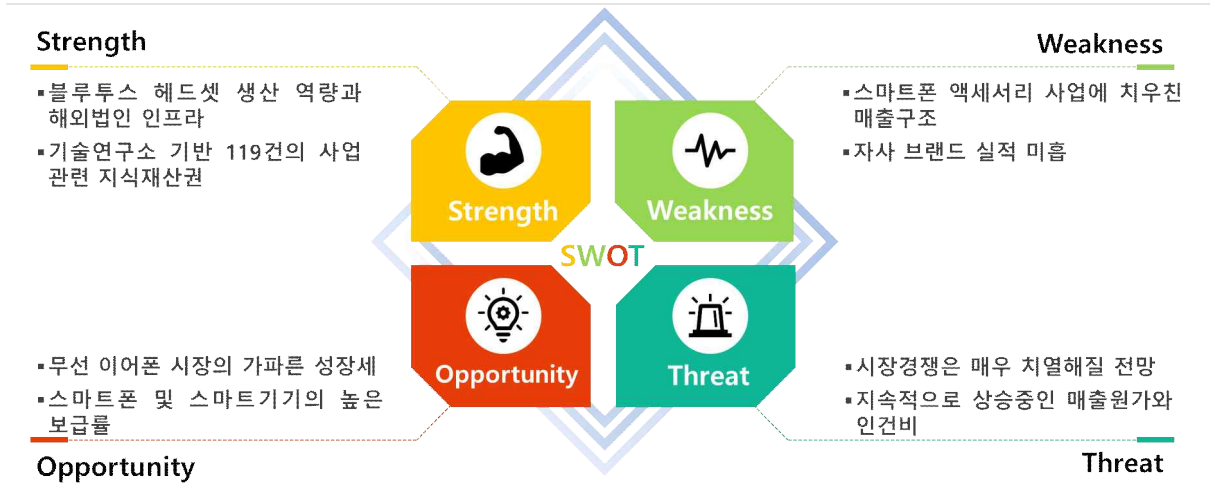 Strength
▪블루투스 헤드셋 생산 역량과
해외법인 인프라
▪기술연구소 기반 119건의 사업
관련 지식재산권
Weakness
▪스마트폰 액세서리 사업에 치우친
매출구조
▪자사 브랜드 실적 미흡
Strength
Weakness
SWOT
Opportunity
Threat
▪무선 이어폰 시장의 가파른 성장세
▪스마트폰 및 스마트기기의 높은
보급률
Opportunity
▪시장경쟁은 매우 치열해질 전망
▪지속적으로 상승중인 매출원가와
인건비
Threat